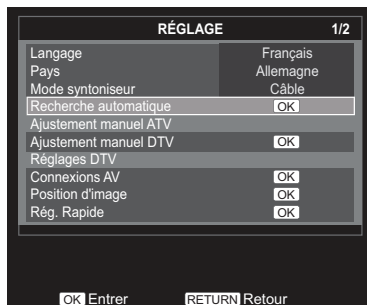 RÉGLAGE 1/2
Langage Français
Pays Allemagne
Mode syntoniseur Câble
Recherche automatique OK
Ajustement manuel ATV
Ajustement manuel DTV OK
Réglages DTV
Connexions AV OK
Position d'image OK
Rég. Rapide OK
OK Entrer RETURN Retour